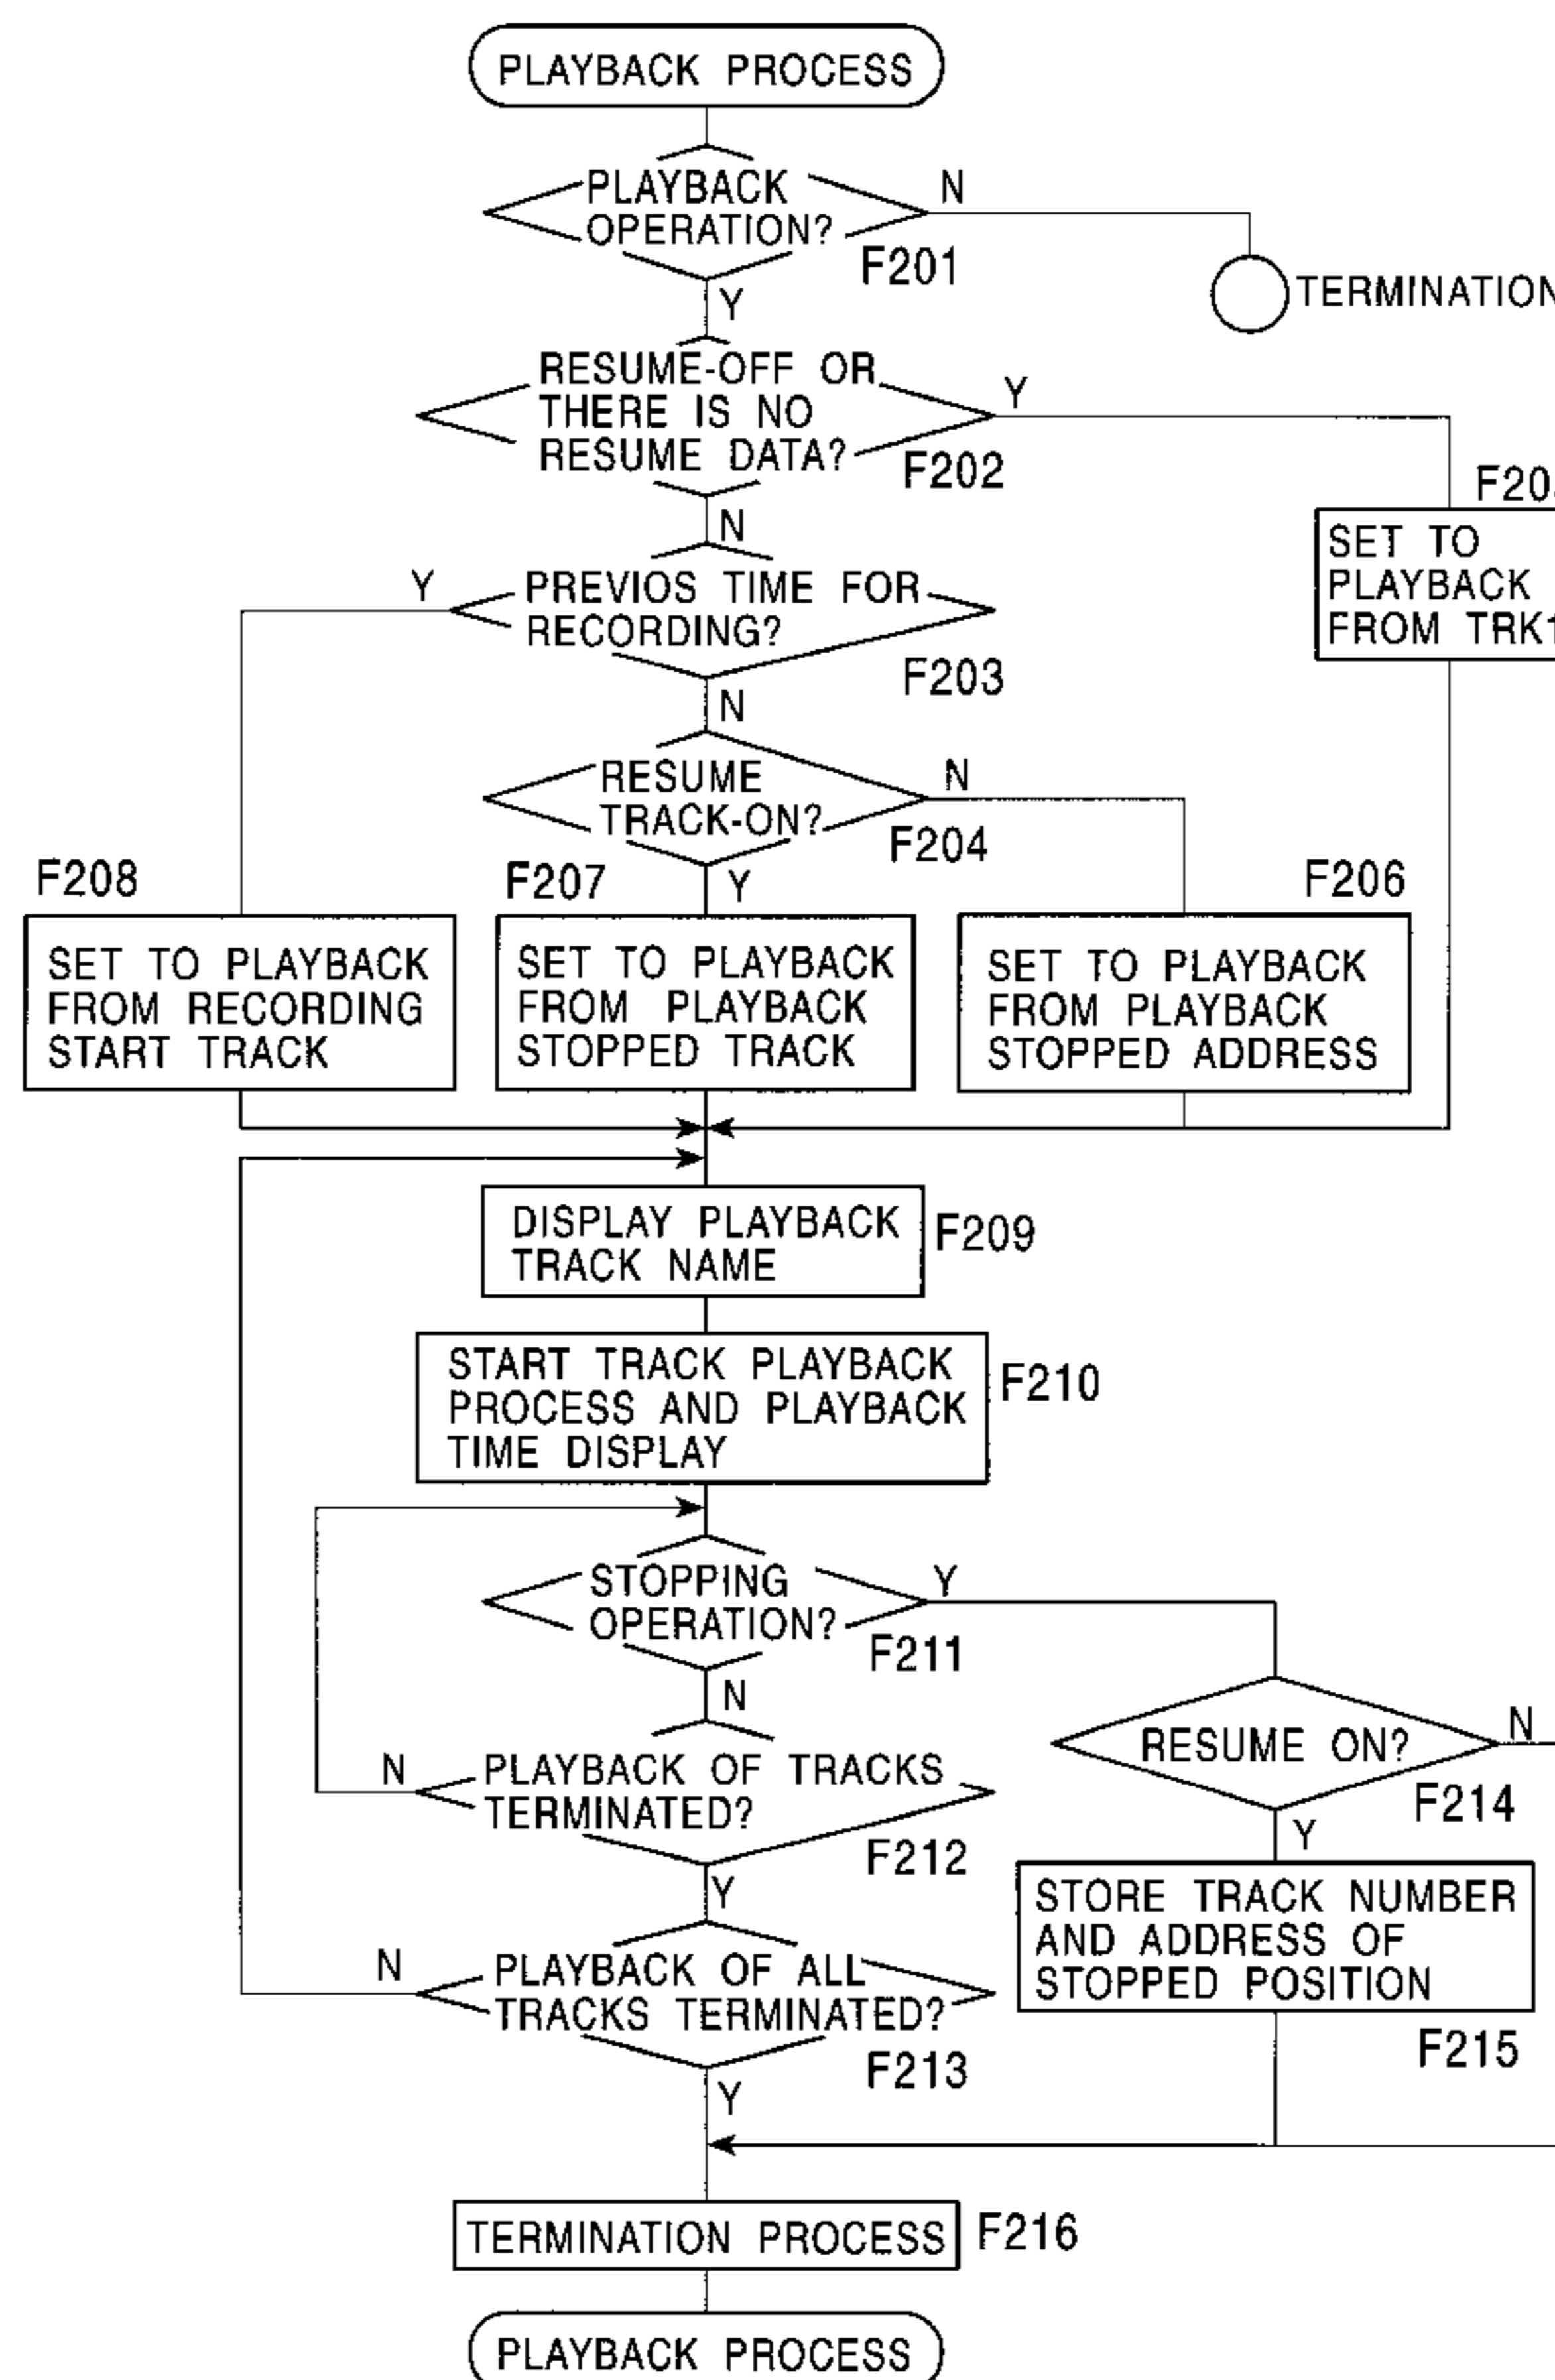 PLAYBACK PROCESS
PLAYBACK
OPERATION?
N
F201
TERMINATION
Y
RESUME-OFF OR
THERE IS NO
RESUME DATA?
Y
F202
N
SET TO
PLAYBACK
FROM TRK1
PREVIOS TIME FOR
RECORDING?
Y
F203
N
RESUME
TRACK-ON?
N
F204
Y
F208
SET TO PLAYBACK
FROM RECORDING
START TRACK
F207
SET TO PLAYBACK
FROM PLAYBACK
STOPPED TRACK
F206
SET TO PLAYBACK
FROM PLAYBACK
STOPPED ADDRESS
DISPLAY PLAYBACK
TRACK NAME
F209
START TRACK PLAYBACK
PROCESS AND PLAYBACK
TIME DISPLAY
F210
STOPPING
OPERATION?
Y
F211
N
PLAYBACK OF TRACKS
TERMINATED?
N
F212
Y
RESUME ON?
N
F214
Y
STORE TRACK NUMBER
AND ADDRESS OF
STOPPED POSITION
F215
PLAYBACK OF ALL
TRACKS TERMINATED?
N
F213
Y
TERMINATION PROCESS
F216
PLAYBACK PROCESS